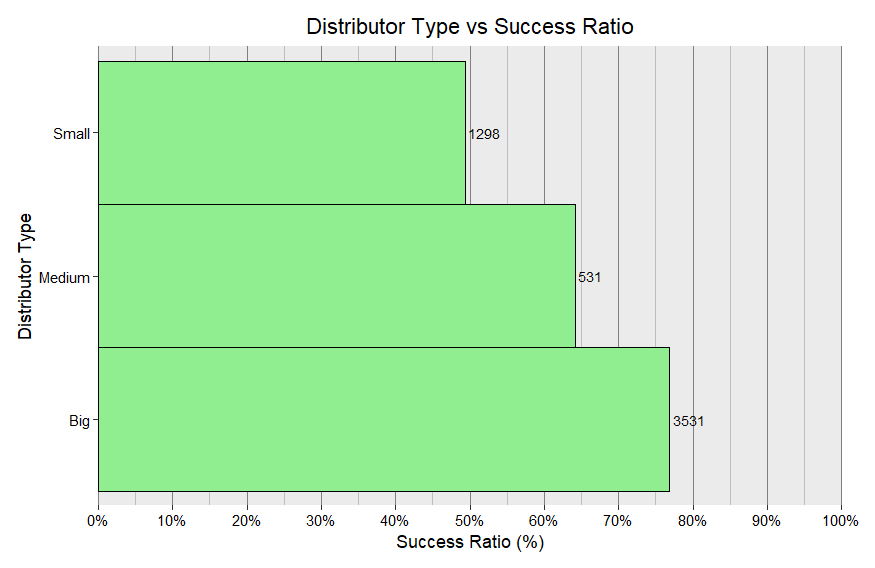 Distributor Type vs Success Ratio
Distributor Type
Small
1298
Medium
531
Big
3531
0% 10% 20% 30% 40% 50% 60% 70% 80% 90% 100%
Success Ratio (%)